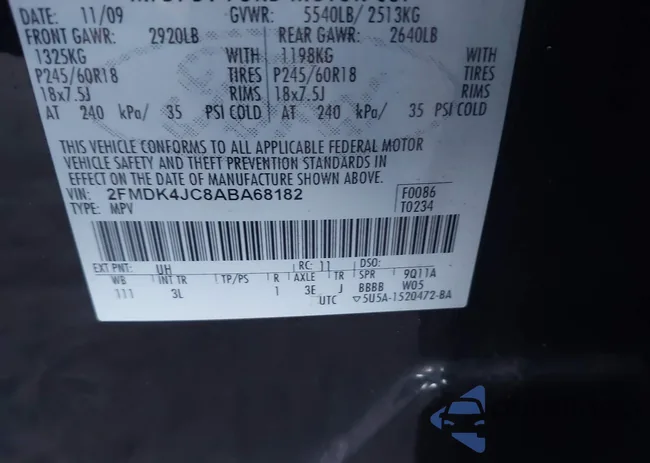 DATE: 11/09 GVWR: 5540LB/ 2513KG
FRONT GAWR: 2920LB REAR GAWR: 2640LB
1325KG WITH 1198KG WITH
P245/60R18 TIRES P245/60R18 TIRES
18x7.5J RIMS 18x7.5J RIMS
AT 240 kPa/ 35 PSI COLD AT 240 kPa/ 35 PSI COLD
THIS VEHICLE CONFORMS TO ALL APPLICABLE FEDERAL MOTOR
VEHICLE SAFETY AND THEFT PREVENTION STANDARDS IN
EFFECT ON THE DATE OF MANUFACTURE SHOWN ABOVE.
VIN: 2FMDK4JC8ABA68182 F0086
TYPE: MPV T0234
EXT PNT: UH RC: 11 DSO:
WB INT TR TP/PS R AXLE TR SPR 9Q11A
111 3L 1 3E J BBBB W05
UTC ▽5U5A-1520472-BA